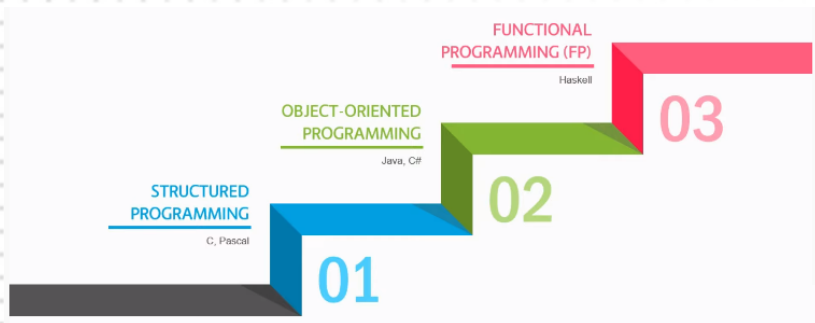 FUNCTIONAL
PROGRAMMING (FP)
Haskell
03
OBJECT-ORIENTED
PROGRAMMING
Java, C#
02
STRUCTURED
PROGRAMMING
C, Pascal
01